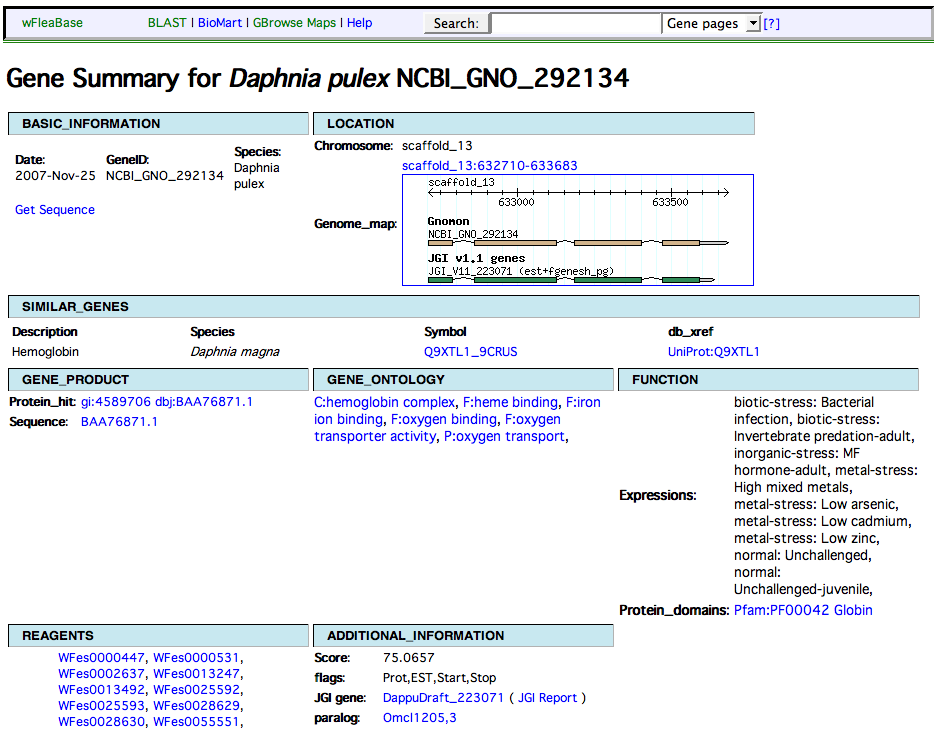 wFleaBase BLAST | BioMart | GBrowse Maps | Help Search: Gene pages [?]
Gene Summary for Daphnia pulex NCBI_GNO_292134
BASIC_INFORMATION
Date: GeneID: Species:
2007-Nov-25 NCBI_GNO_292134 Daphnia
pulex
Get Sequence
LOCATION
Chromosome: scaffold_13
scaffold_13:632710-633683
Genome_map:
scaffold_13
633000 633500
Gnomon
NCBI_GNO_292134
JGI v1.1 genes
JGI_V11_223071 (est+fgenesh_pg)
SIMILAR_GENES
Description Species Symbol db_xref
Hemoglobin Daphnia magna Q9XTL1_9CRUS UniProt:Q9XTL1
GENE_PRODUCT
Protein_hit: gi:4589706 dbj:BAA76871.1
Sequence: BAA76871.1
GENE_ONTOLOGY
C:hemoglobin complex, F:heme binding, F:iron
ion binding, F:oxygen binding, F:oxygen
transporter activity, P:oxygen transport,
FUNCTION
Expressions:
biotic-stress: Bacterial
infection, biotic-stress:
Invertebrate predation-adult,
inorganic-stress: MF
hormone-adult, metal-stress:
High mixed metals,
metal-stress: Low arsenic,
metal-stress: Low cadmium,
metal-stress: Low zinc,
normal: Unchallenged,
normal:
Unchallenged-juvenile,
Protein_domains: Pfam:PF00042 Globin
REAGENTS
WFes0000447, WFes0000531,
WFes0002637, WFes0013247,
WFes0013492, WFes0025592,
WFes0025593, WFes0028629,
WFes0028630, WFes0055551,
ADDITIONAL_INFORMATION
Score: 75.0657
flags: Prot,EST,Start,Stop
JGI gene: DappuDraft_223071 ( JGI Report )
paralog: Omcl1205,3